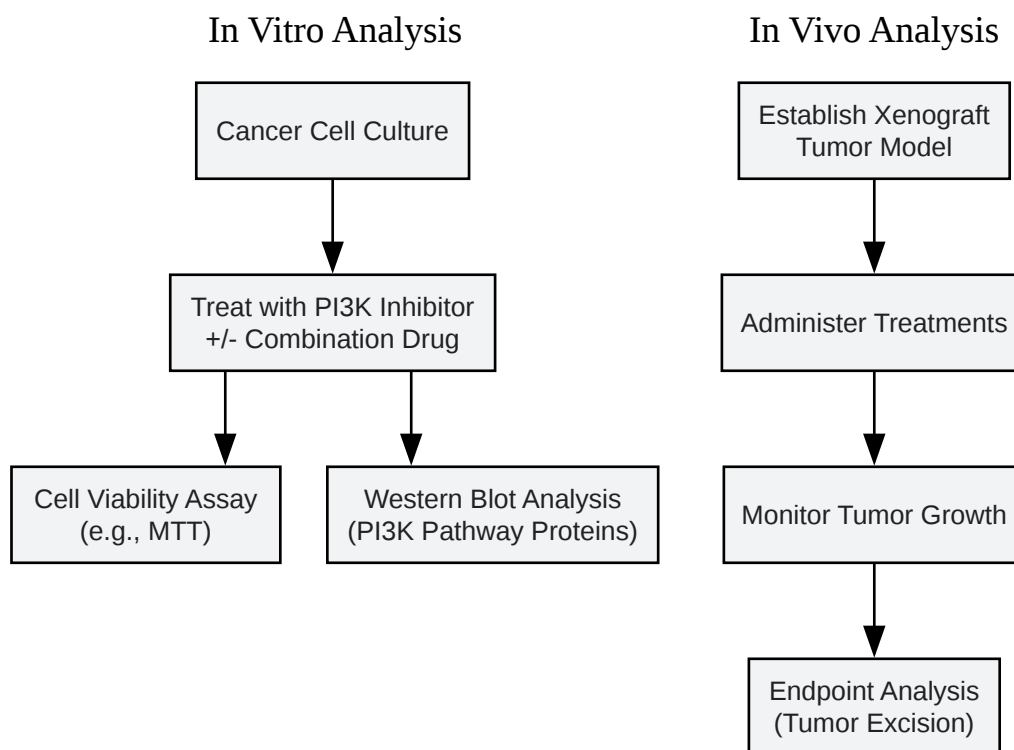 In Vitro Analysis
Cancer Cell Culture
Treat with PI3K Inhibitor
+/- Combination Drug
Cell Viability Assay
(e.g., MTT)
Western Blot Analysis
(PI3K Pathway Proteins)
In Vivo Analysis
Establish Xenograft
Tumor Model
Administer Treatments
Monitor Tumor Growth
Endpoint Analysis
(Tumor Excision)